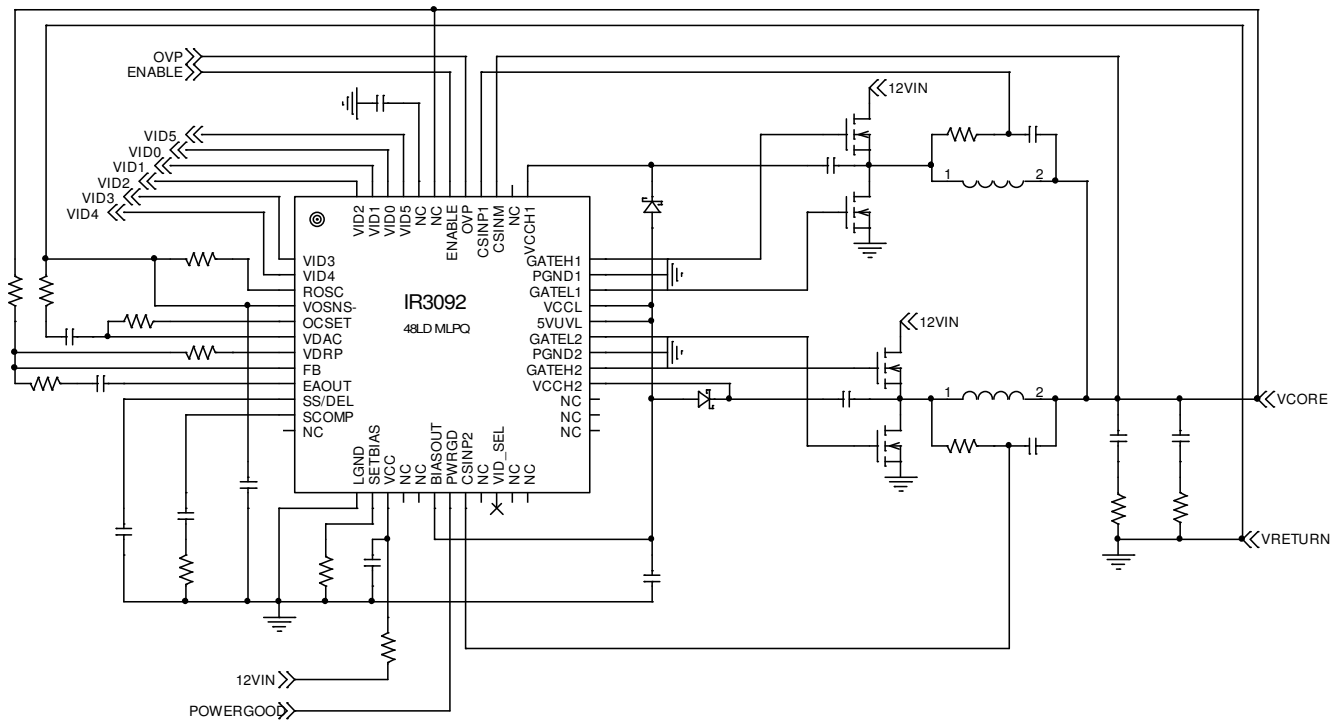 OVP
ENABLE
12VIN
VID5
VID0
VID1
VID2
VID3
VID4
1 2
VID2
VID1
VID0
VID5
NC
NC
ENABLE
OVP
CSINP1
CSINM
NC
VCCH1
VID3
VID4
ROSC
VOSNS-
OCSET
VDAC
VDRP
FB
EAOUT
SS/DEL
SCOMP
NC
IR3092
48LD MLPQ
GATEH1
PGND1
GATEL1
VCCL
5VUVL
GATEL2
PGND2
GATEH2
VCCH2
NC
NC
NC
LGND
SETBIAS
VCC
NC
NC
BIASOUT
PWRGD
CSINP2
NC
VID_SEL
NC
NC
12VIN
1 2
VCORE
VRETURN
12VIN
POWERGOOD